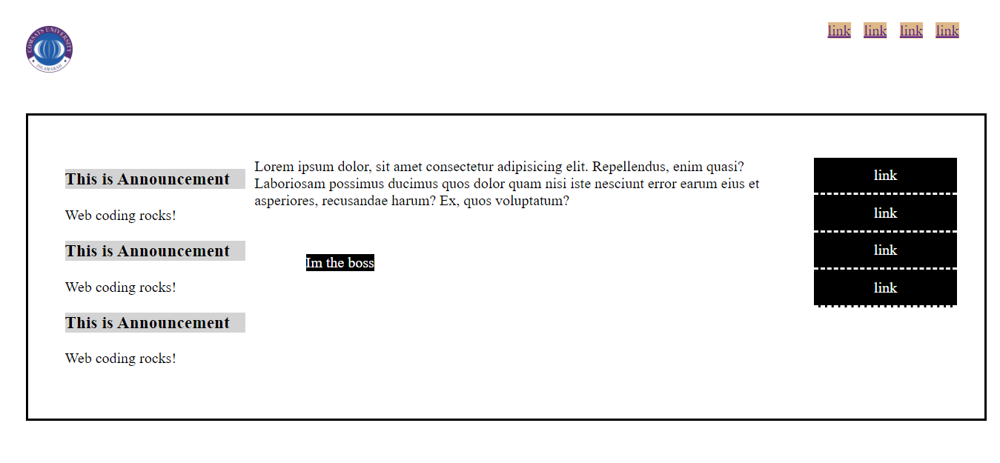 COMSATS UNIVERSITY
ISLAMABAD
link link link link
This is Announcement
Web coding rocks!
This is Announcement
Web coding rocks!
This is Announcement
Web coding rocks!
Lorem ipsum dolor, sit amet consectetur adipisicing elit. Repellendus, enim quasi?
Laboriosam possimus ducimus quos dolor quam nisi iste nesciunt error earum eius et
asperiores, recusandae harum? Ex, quos voluptatum?
Im the boss
link
link
link
link